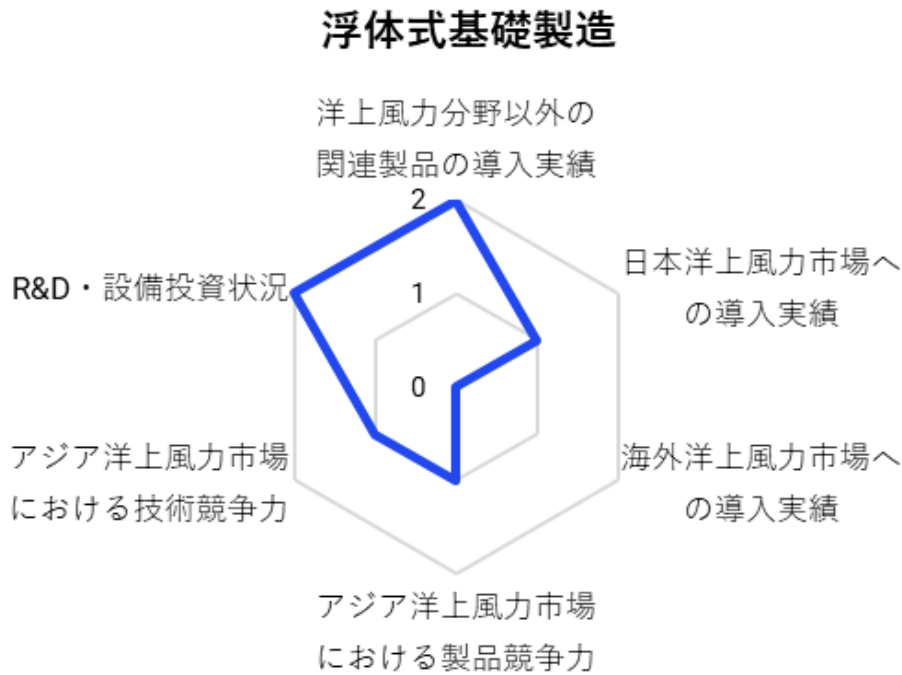 浮体式基礎製造
洋上風力分野以外の
関連製品の導入実績
2
日本洋上風力市場へ
の導入実績
R&D・設備投資状況
1
0
アジア洋上風力市場
における技術競争力
海外洋上風力市場へ
の導入実績
アジア洋上風力市場
における製品競争力